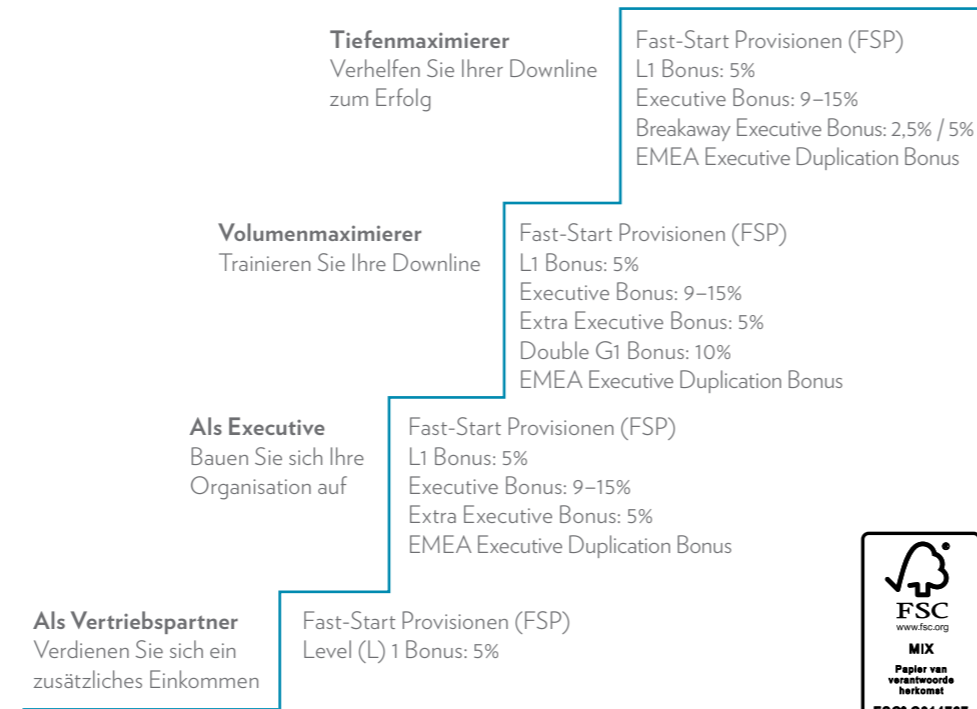 Tiefenmaximierer
Verhelfen Sie Ihrer Downline
zum Erfolg
Fast-Start Provisionen (FSP)
L1 Bonus: 5%
Executive Bonus: 9–15%
Breakaway Executive Bonus: 2,5% / 5%
EMEA Executive Duplication Bonus
Volumenmaximierer
Trainieren Sie Ihre Downline
Fast-Start Provisionen (FSP)
L1 Bonus: 5%
Executive Bonus: 9–15%
Extra Executive Bonus: 5%
Double G1 Bonus: 10%
EMEA Executive Duplication Bonus
Als Executive
Bauen Sie sich Ihre
Organisation auf
Fast-Start Provisionen (FSP)
L1 Bonus: 5%
Executive Bonus: 9–15%
Extra Executive Bonus: 5%
EMEA Executive Duplication Bonus
Als Vertriebspartner
Verdienen Sie sich ein
zusätzliches Einkommen
Fast-Start Provisionen (FSP)
Level (L) 1 Bonus: 5%
FSC
www.fsc.org
MIX
Papier van
verantwoorde
herkomst